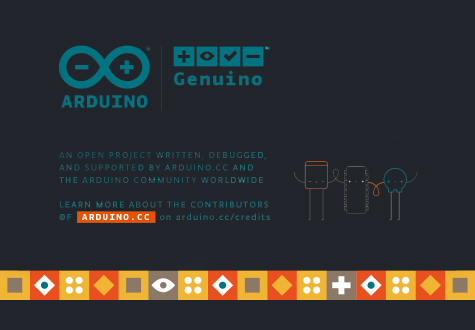 ARDUINO
Genuino
AN OPEN PROJECT WRITTEN, DEBUGGED,
AND SUPPORTED BY ARDUINO.CC AND
THE ARDUINO COMMUNITY WORLDWIDE
LEARN MORE ABOUT THE CONTRIBUTORS
OF ARDUINO.CC on arduino.cc/credits